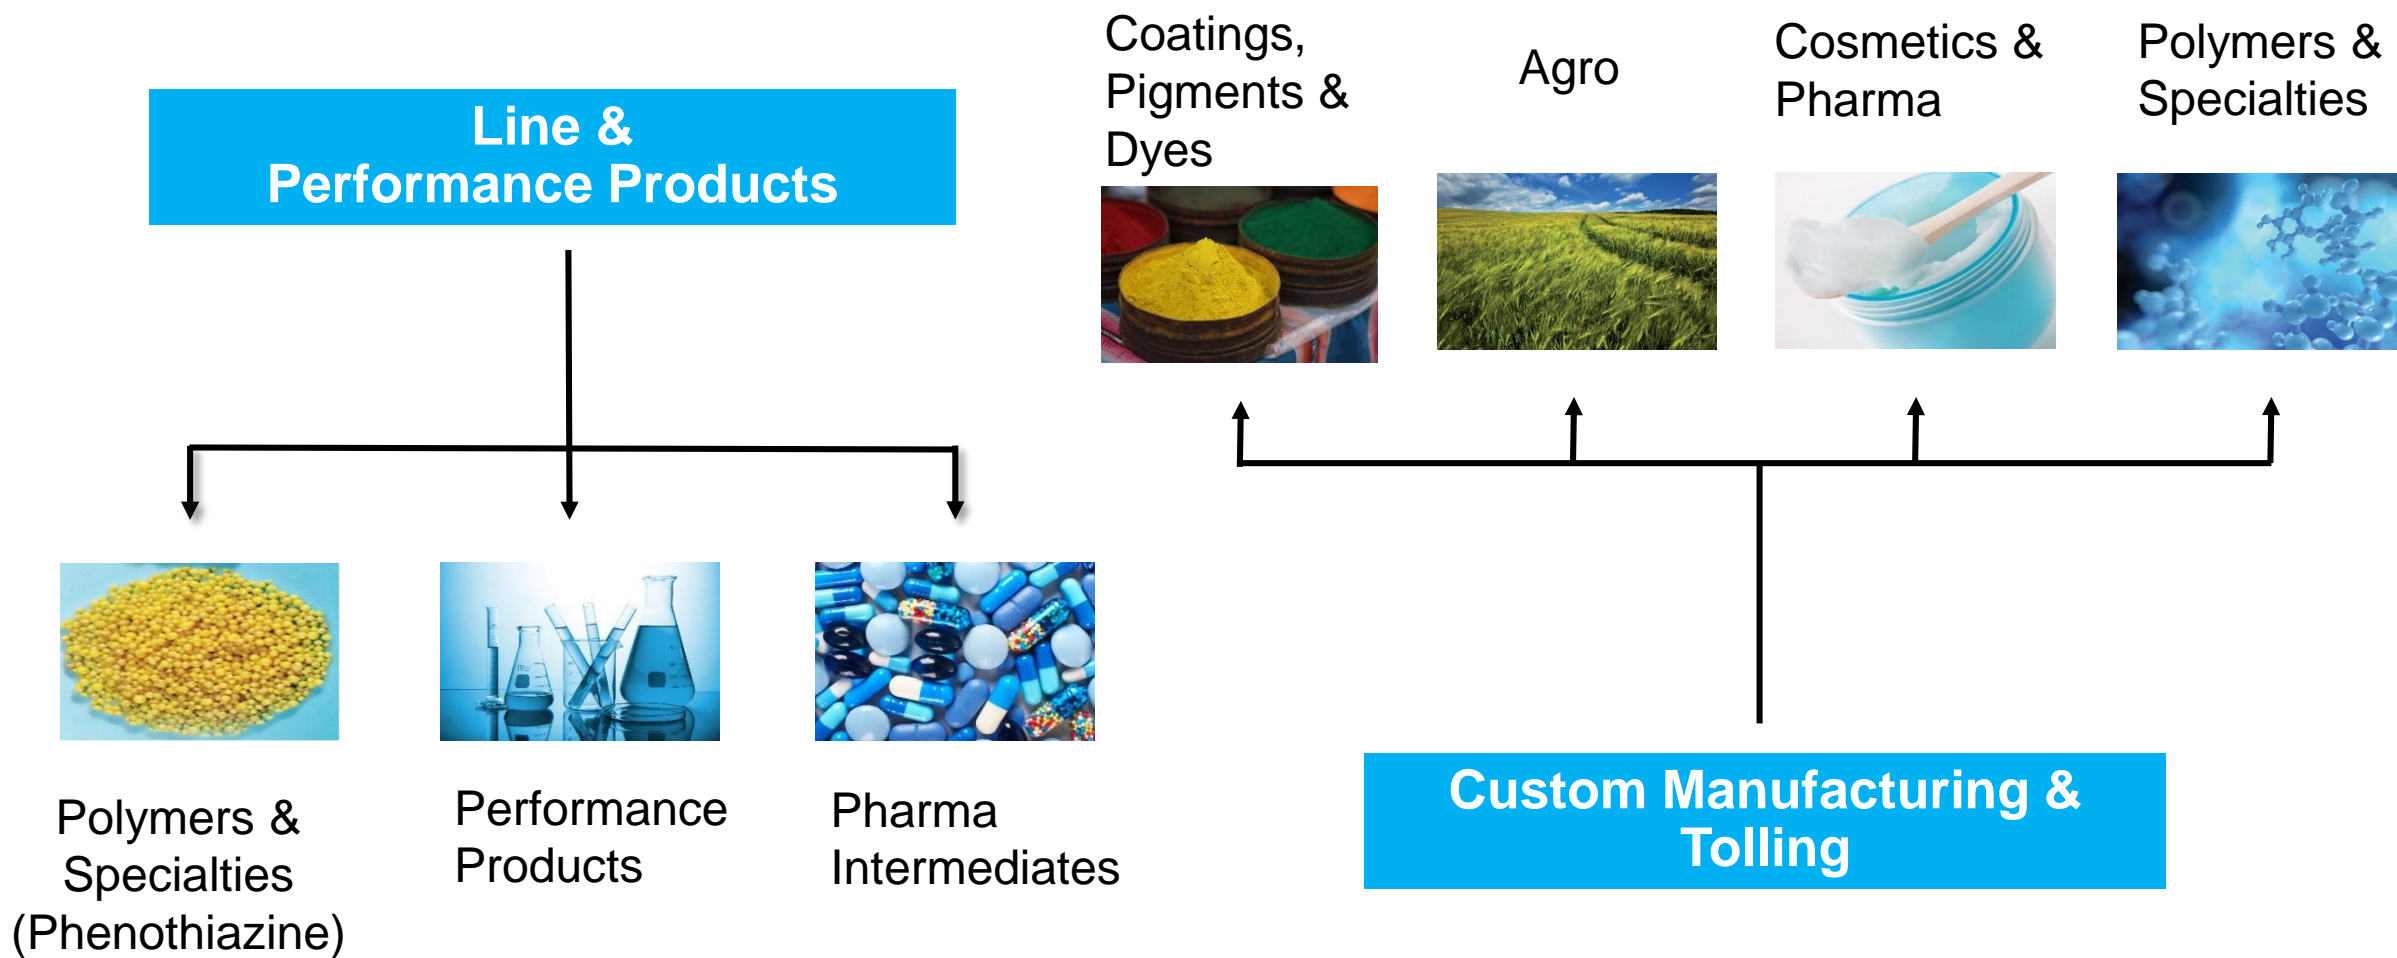 Line &
Performance Products
Polymers &
Specialties
(Phenothiazine)
Performance
Products
Pharma
Intermediates
Coatings,
Pigments &
Dyes
Agro
Cosmetics &
Pharma
Polymers &
Specialties
Custom Manufacturing &
Tolling